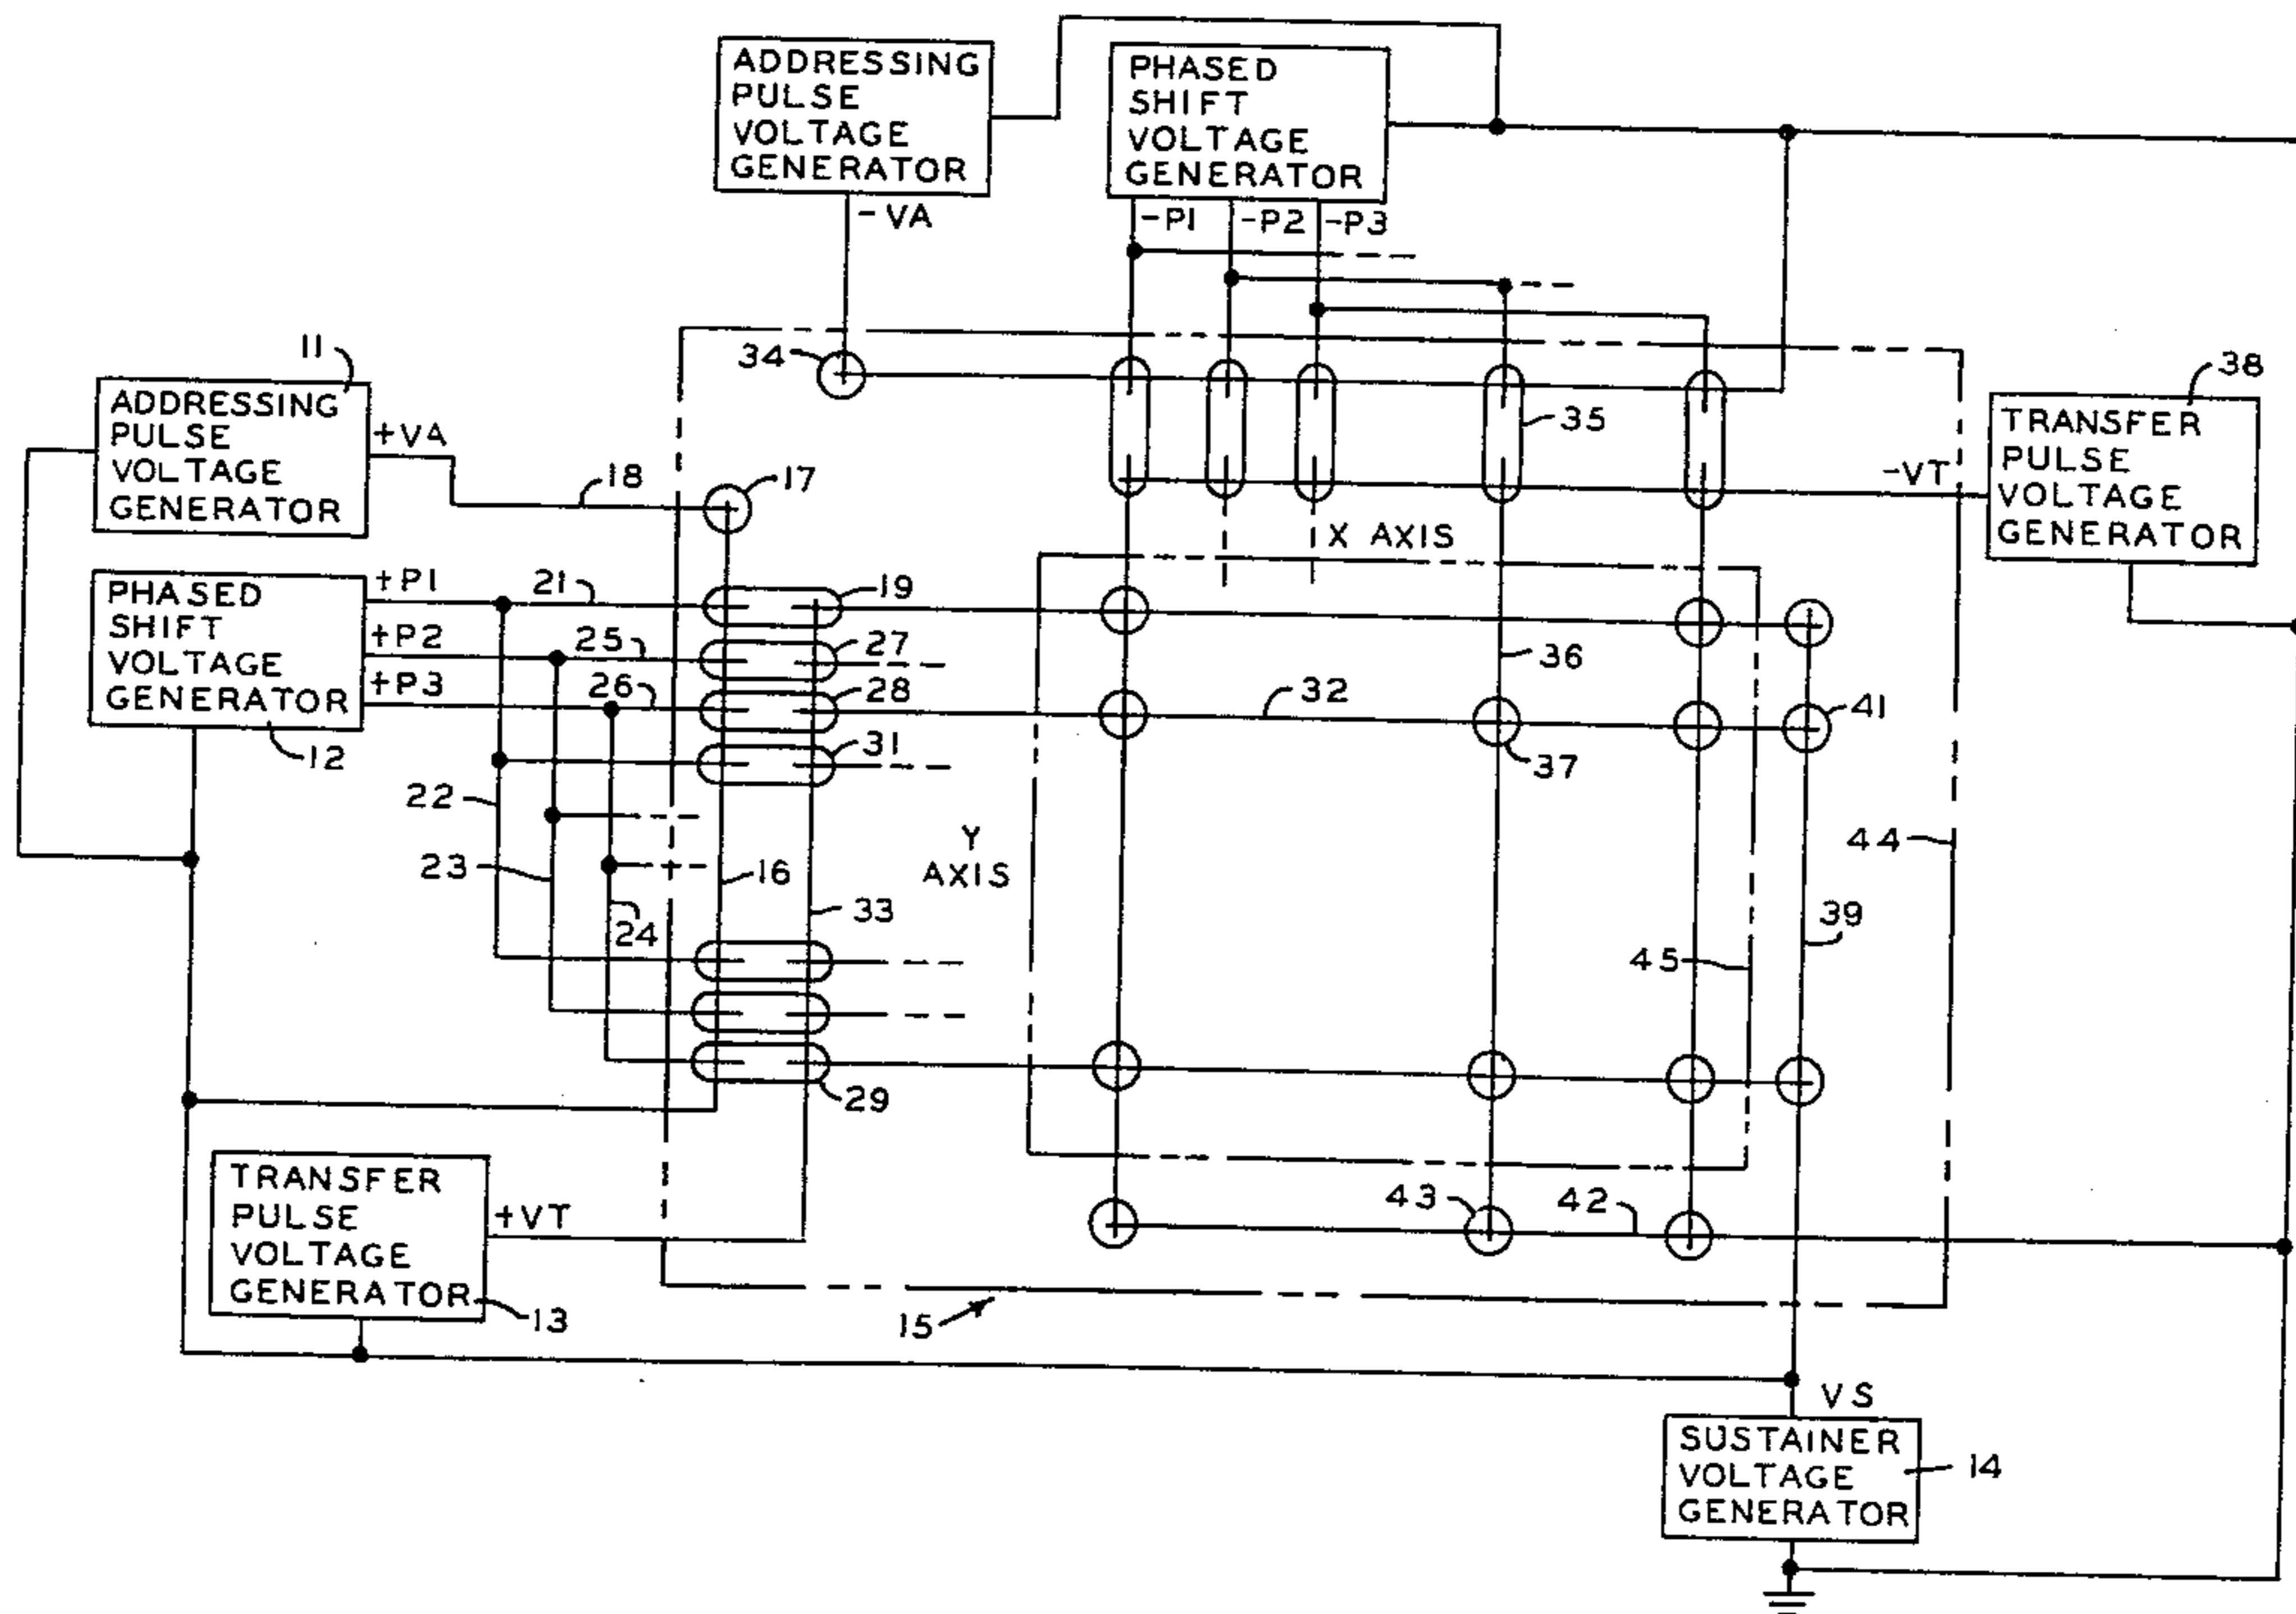 ADDRESSING
PULSE
VOLTAGE
GENERATOR
-VA
PHASED
SHIFT
VOLTAGE
GENERATOR
-P1
-P2
-P3
11
ADDRESSING
PULSE
VOLTAGE
GENERATOR
+VA
18
17
34
35
38
TRANSFER
PULSE
VOLTAGE
GENERATOR
-VT
X AXIS
PHASED
SHIFT
VOLTAGE
GENERATOR
12
+P1
+P2
+P3
21
25
26
19
27
28
31
32
36
37
41
22
23
24
16
33
Y
AXIS
44
39
45
29
TRANSFER
PULSE
VOLTAGE
GENERATOR
13
+VT
43
42
15
VS
SUSTAINER
VOLTAGE
GENERATOR
14